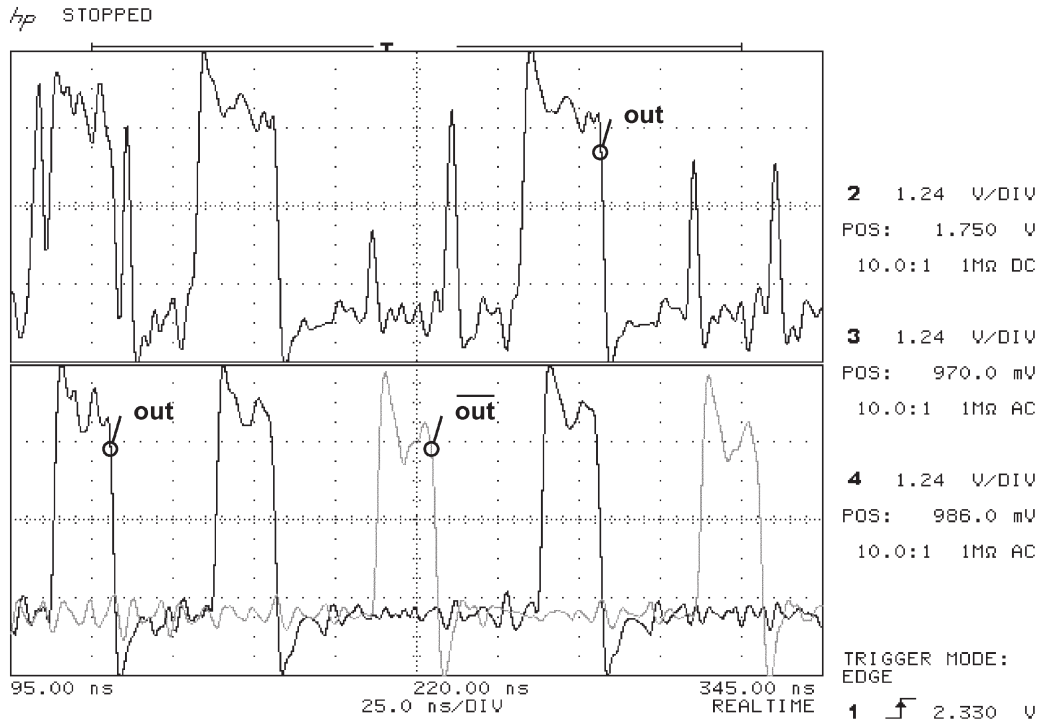 hp STOPPED
T
out
2 1.24 V/DIV
POS: 1.750 V
10.0:1 1MΩ DC
3 1.24 V/DIV
POS: 970.0 mV
10.0:1 1MΩ AC
out
out
4 1.24 V/DIV
POS: 986.0 mV
10.0:1 1MΩ AC
95.00 ns 220.00 ns 345.00 ns
25.0 ns/DIV REALTIME
TRIGGER MODE:
EDGE
1 2.330 V